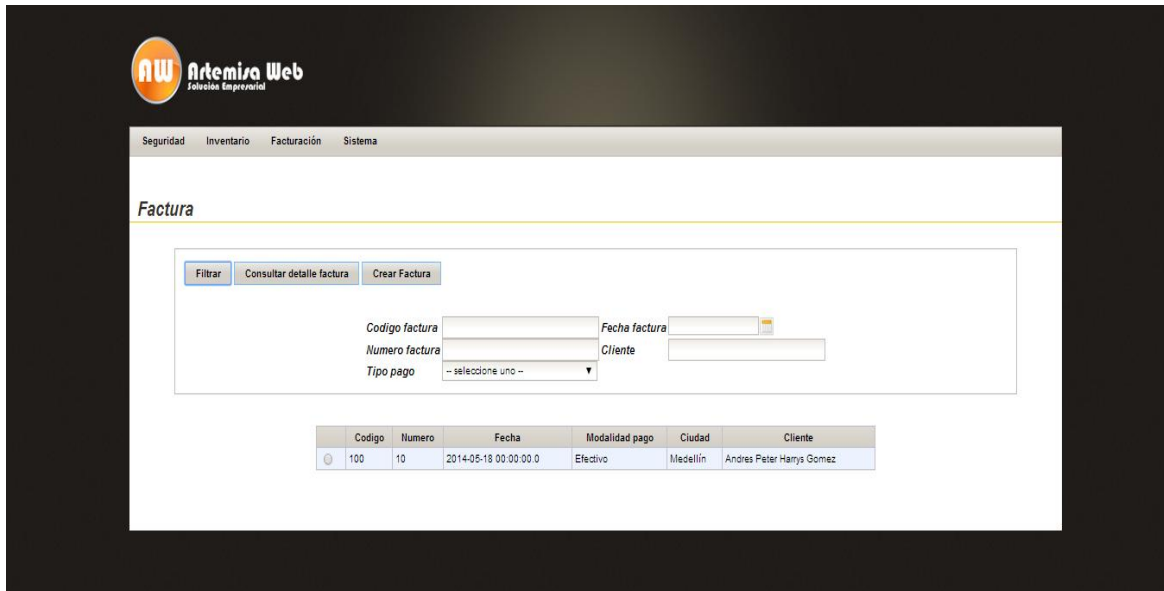 AW Artemisa Web
Solución Empresarial
Seguridad Inventario Facturación Sistema
Factura
Filtrar Consultar detalle factura Crear Factura
Codigo factura Fecha factura
Numero factura Cliente
Tipo pago -- seleccione uno --
Codigo Numero Fecha Modalidad pago Ciudad Cliente
100 10 2014-05-18 00:00:00.0 Efectivo Medellín Andres Peter Harrys Gomez